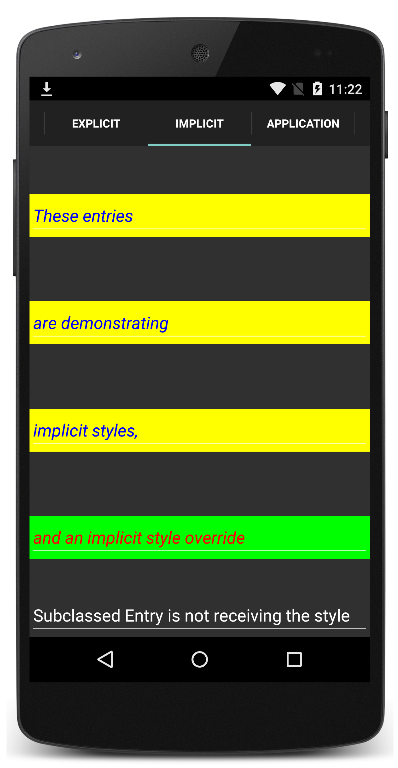 11:22
EXPLICIT IMPLICIT APPLICATION
These entries
are demonstrating
implicit styles,
and an implicit style override
Subclassed Entry is not receiving the style